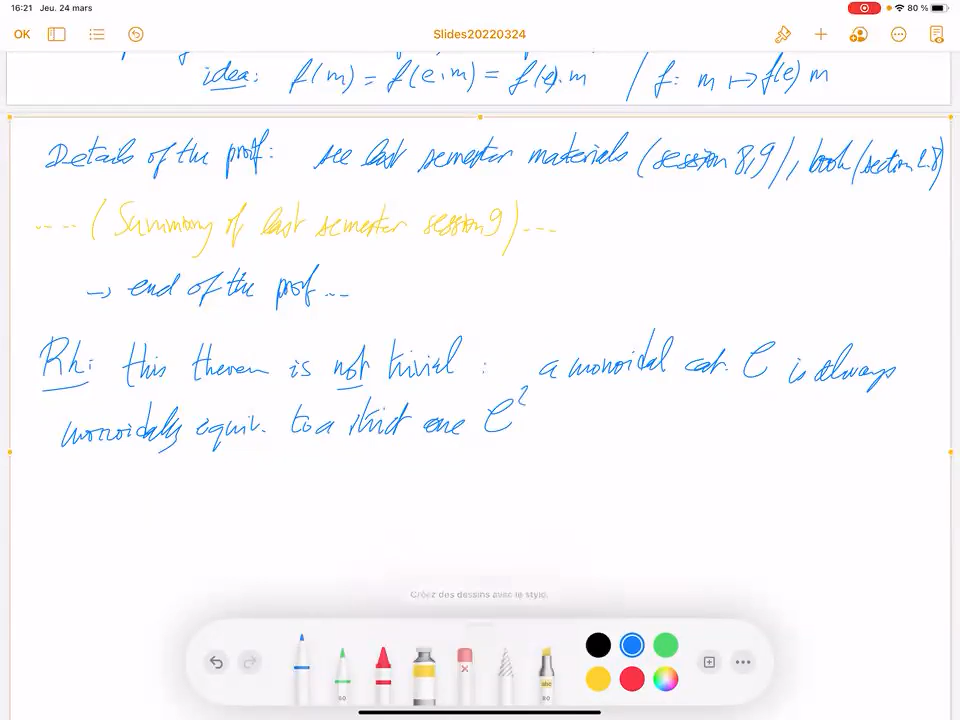 16:21 Jeu. 24 mars
80 %
OK
Slides20220324
idea: f(m) = f(e.m) = f(e).m / f: m ↦ f(e) m
Details of the proof: see last semester materials (session 8,9), book (section 2.8)
.... (Summary of last semester session 9) ...
→ end of the proof ...
Rk: this theorem is not trivial : a monoidal cat. C is always
monoidally equiv. to a strict one C
Créez des dessins avec le stylo.
50
80